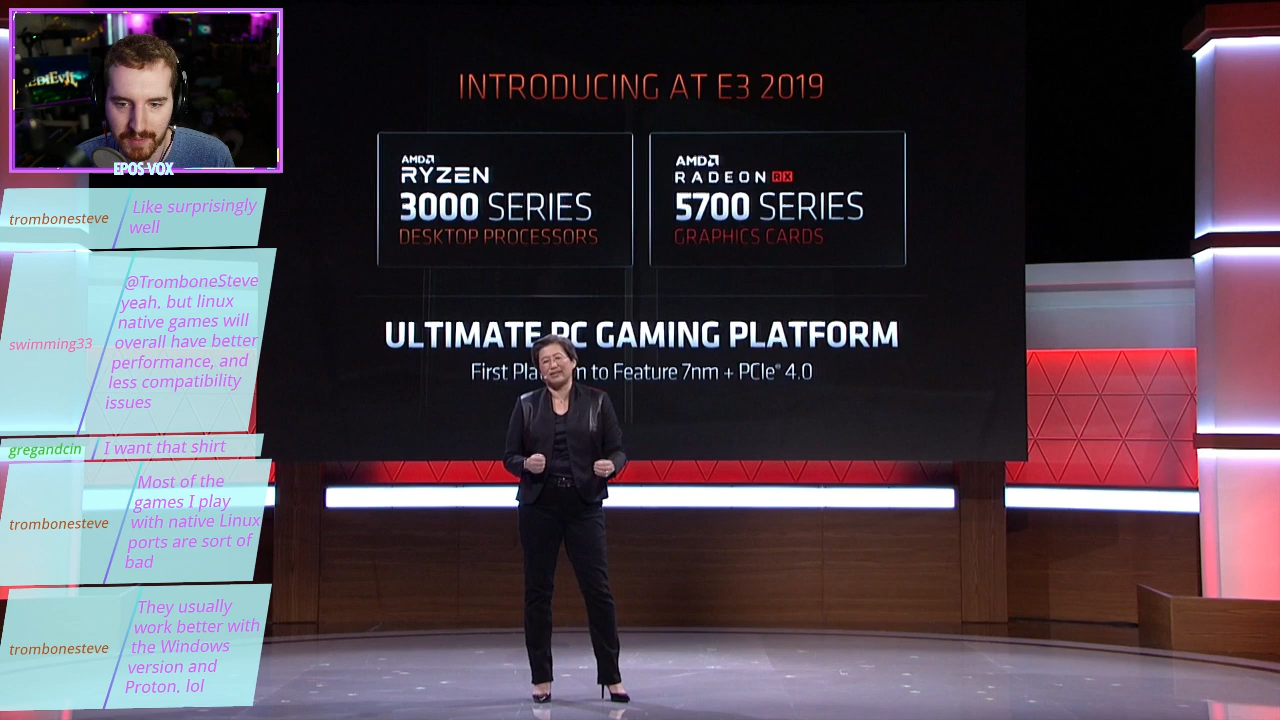 EDIEVIL
EPOS VOX
trombonesteve
Like surprisingly
well
swimming33
@TromboneSteve
yeah. but linux
native games will
overall have better
performance, and
less compatibility
issues
gregandcin
I want that shirt
trombonesteve
Most of the
games I play
with native Linux
ports are sort of
bad
trombonesteve
They usually
work better with
the Windows
version and
Proton. lol
INTRODUCING AT E3 2019
AMD
RYZEN
3000 SERIES
DESKTOP PROCESSORS
AMD
RADEON RX
5700 SERIES
GRAPHICS CARDS
ULTIMATE PC GAMING PLATFORM
First to Feature 7nm + PCIe® 4.0